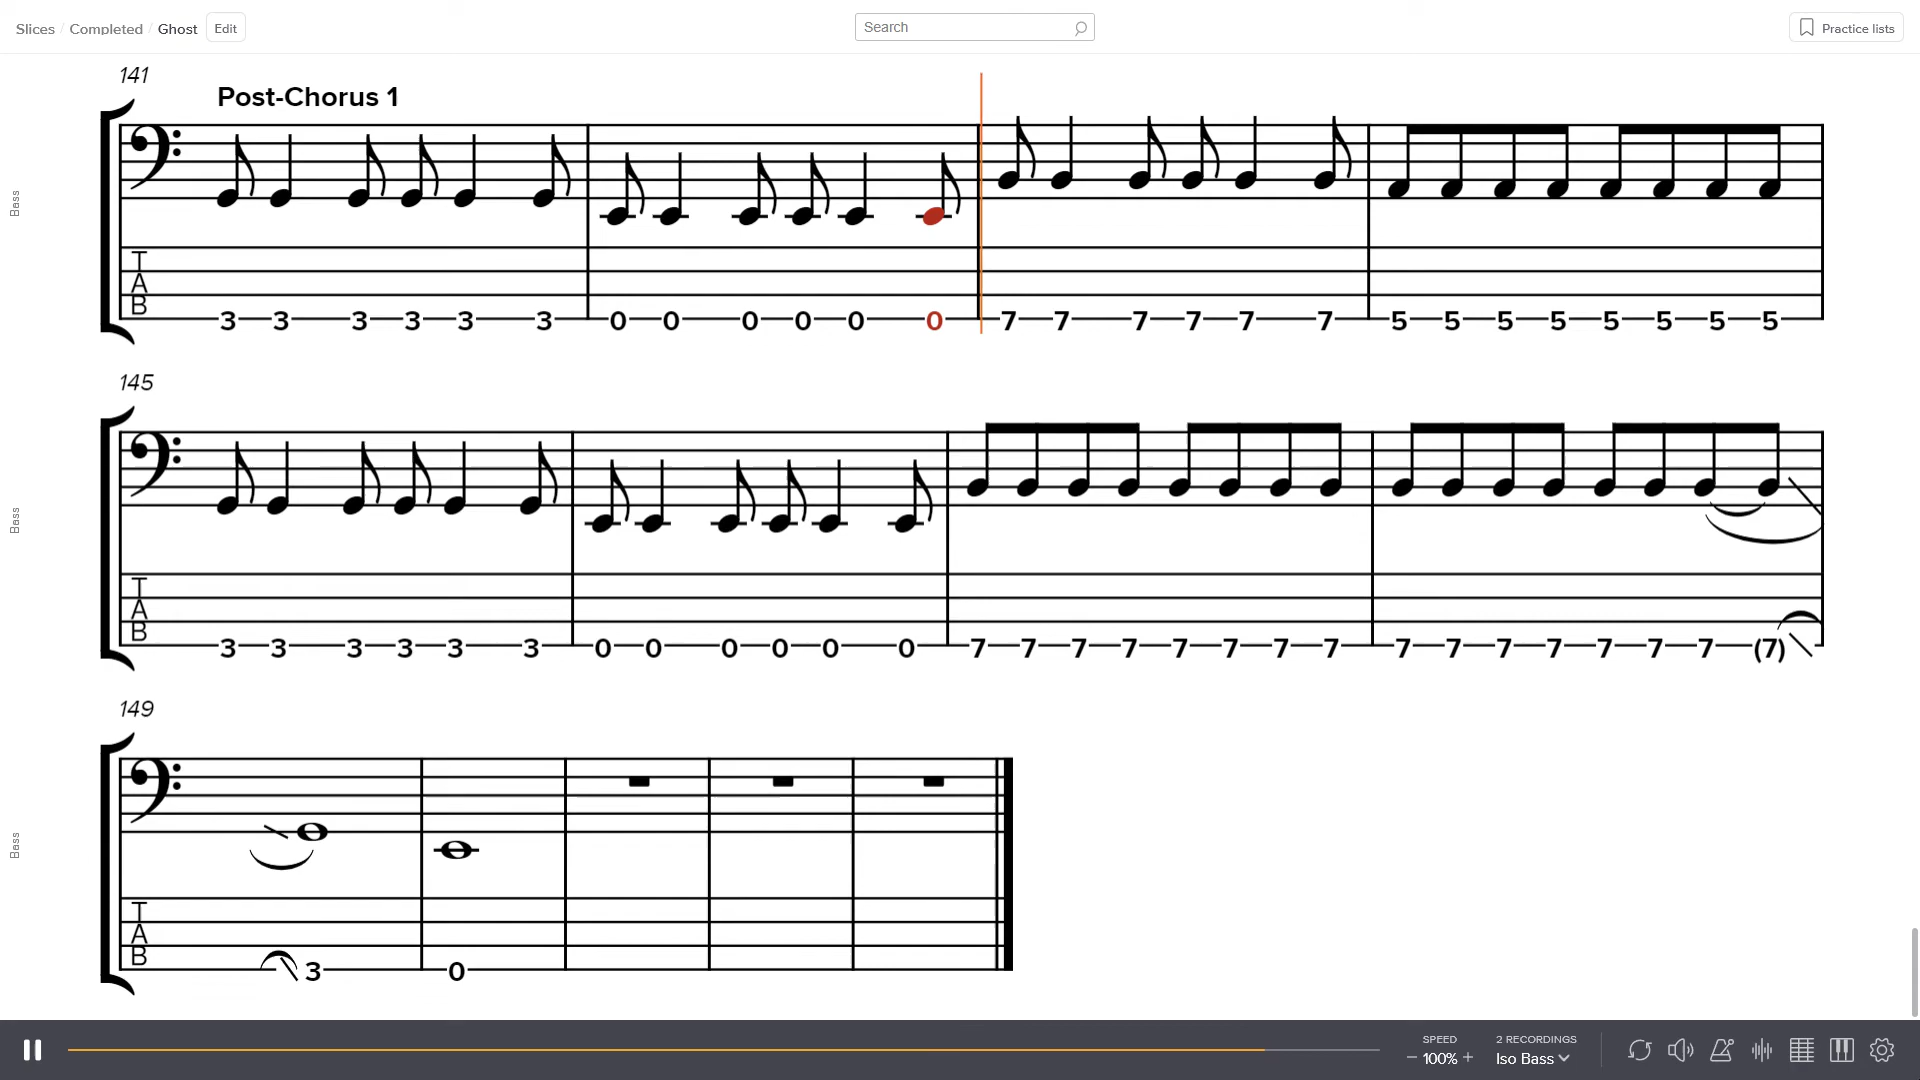 Slices / Completed / Ghost Edit
Search
Practice lists
141
Post-Chorus 1
Bass
T
A
B
3 3 3 3 3 3 0 0 0 0 0 0 7 7 7 7 7 7 5 5 5 5 5 5 5 5
145
Bass
T
A
B
3 3 3 3 3 3 0 0 0 0 0 0 7 7 7 7 7 7 7 7 7 7 7 7 7 7 7 (7)
149
Bass
T
A
B
3 0
SPEED
− 100% +
2 RECORDINGS
Iso Bass